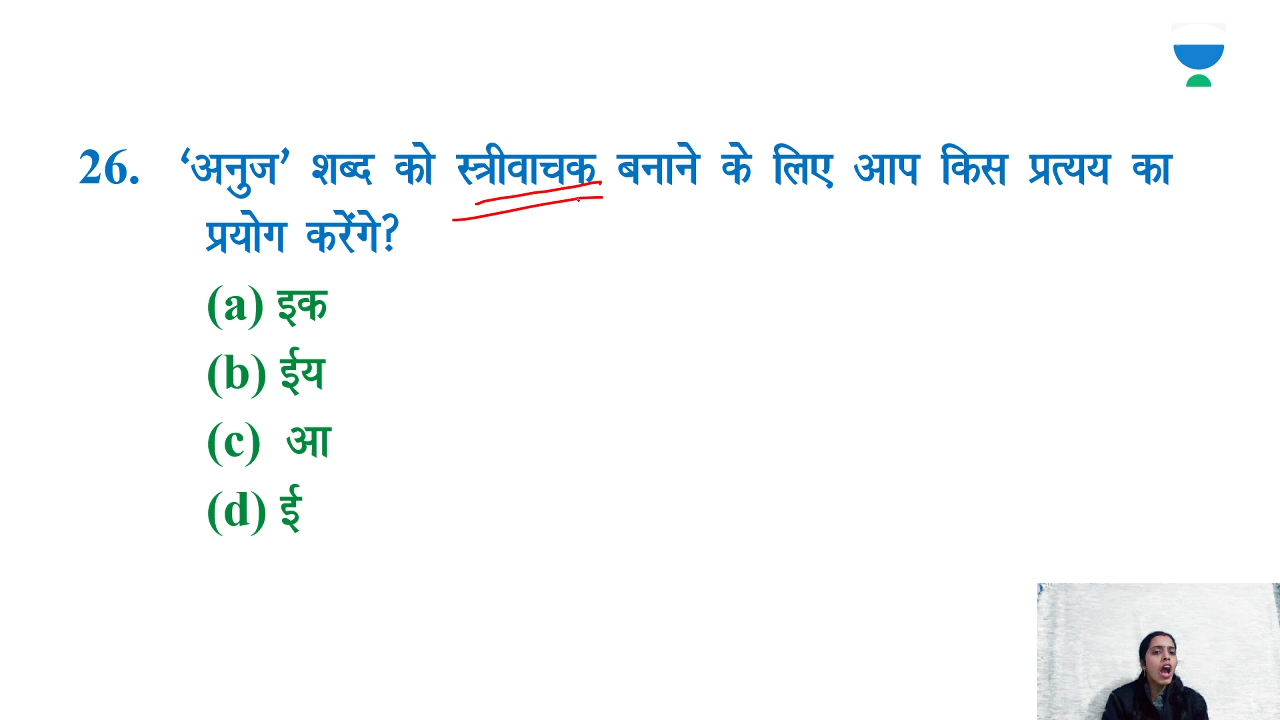 26. ‘अनुज’ शब्द को स्त्रीवाचक बनाने के लिए आप किस प्रत्यय का
प्रयोग करेंगे?
(a) इक
(b) ईय
(c) आ
(d) ई